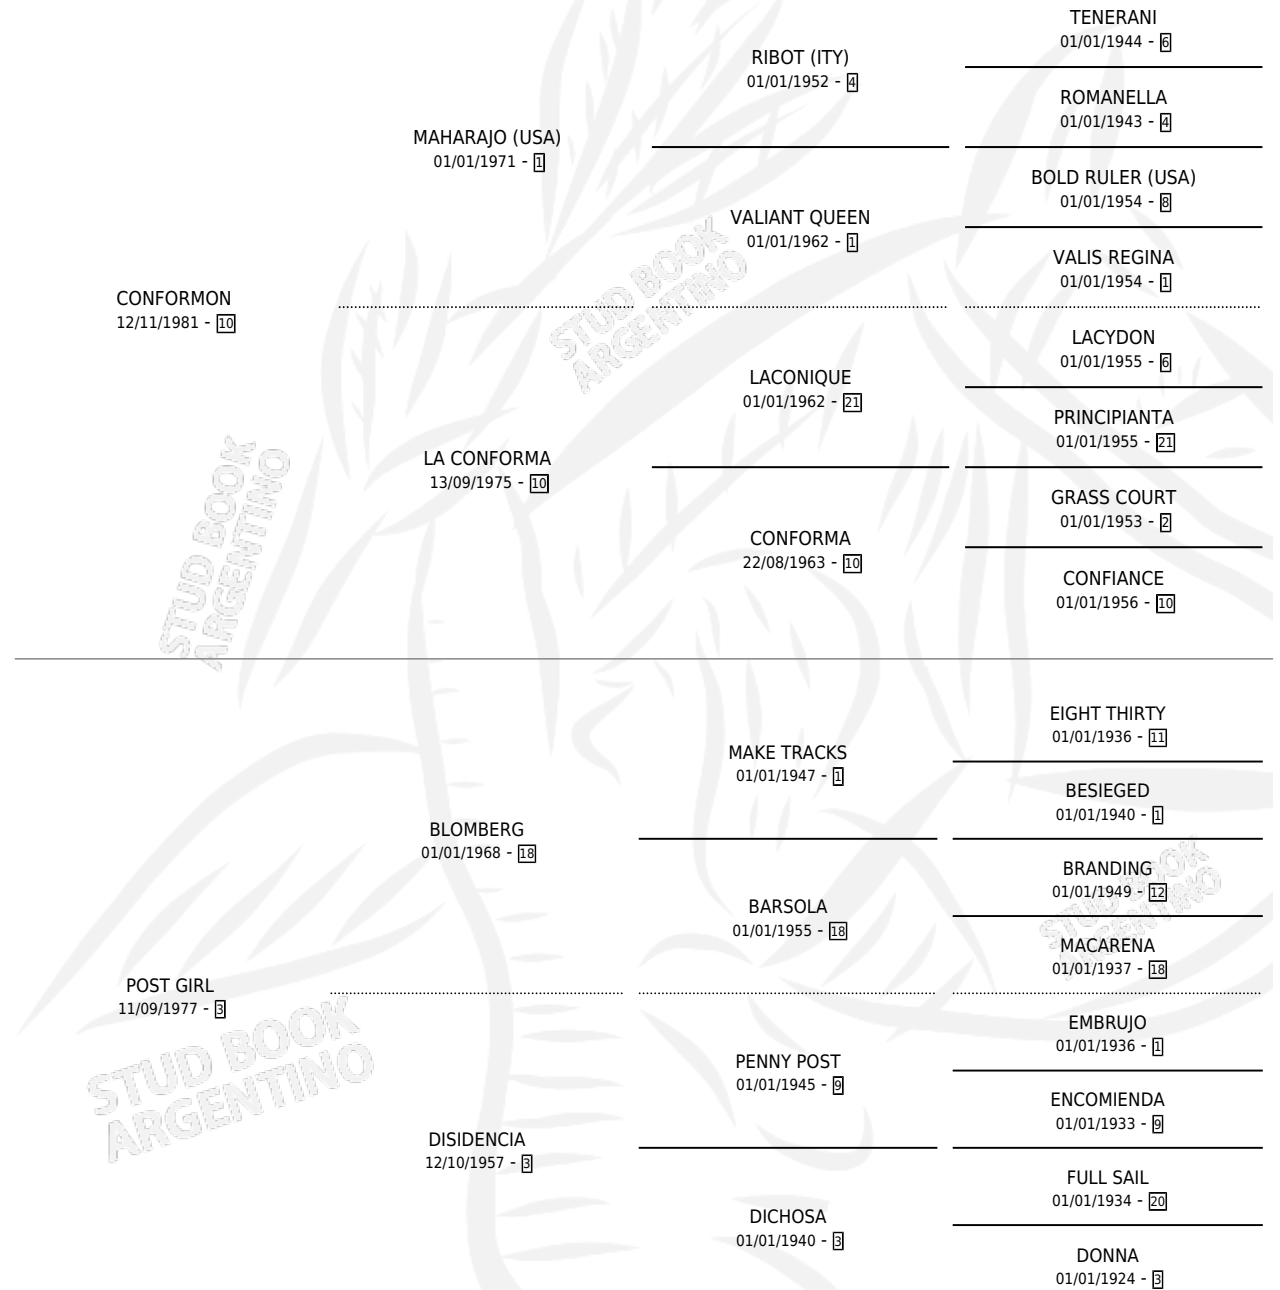 TENERANI
01/01/1944 - 6
RIBOT (ITY)
01/01/1952 - 4
ROMANELLA
01/01/1943 - 4
MAHARAJO (USA)
01/01/1971 - 1
BOLD RULER (USA)
01/01/1954 - 8
VALIANT QUEEN
01/01/1962 - 1
VALIS REGINA
01/01/1954 - 1
CONFORMON
12/11/1981 - 10
LACYDON
01/01/1955 - 6
LACONIQUE
01/01/1962 - 21
PRINCIPIANTA
01/01/1955 - 21
LA CONFORMA
13/09/1975 - 10
GRASS COURT
01/01/1953 - 2
CONFORMA
22/08/1963 - 10
CONFIANCE
01/01/1956 - 10
STUD BOOK
ARGENTINO
STUD BOOK
ARGENTINO
EIGHT THIRTY
01/01/1936 - 11
MAKE TRACKS
01/01/1947 - 1
BESIEGED
01/01/1940 - 1
BLOMBERG
01/01/1968 - 18
BRANDING
01/01/1949 - 12
BARSOLA
01/01/1955 - 18
MACARENA
01/01/1937 - 18
STUD BOOK
ARGENTINO
POST GIRL
11/09/1977 - 3
EMBRUJO
01/01/1936 - 1
PENNY POST
01/01/1945 - 9
ENCOMIENDA
01/01/1933 - 9
DISIDENCIA
12/10/1957 - 3
FULL SAIL
01/01/1934 - 20
DICHOSA
01/01/1940 - 3
DONNA
01/01/1924 - 3
STUD BOOK
ARGENTINO